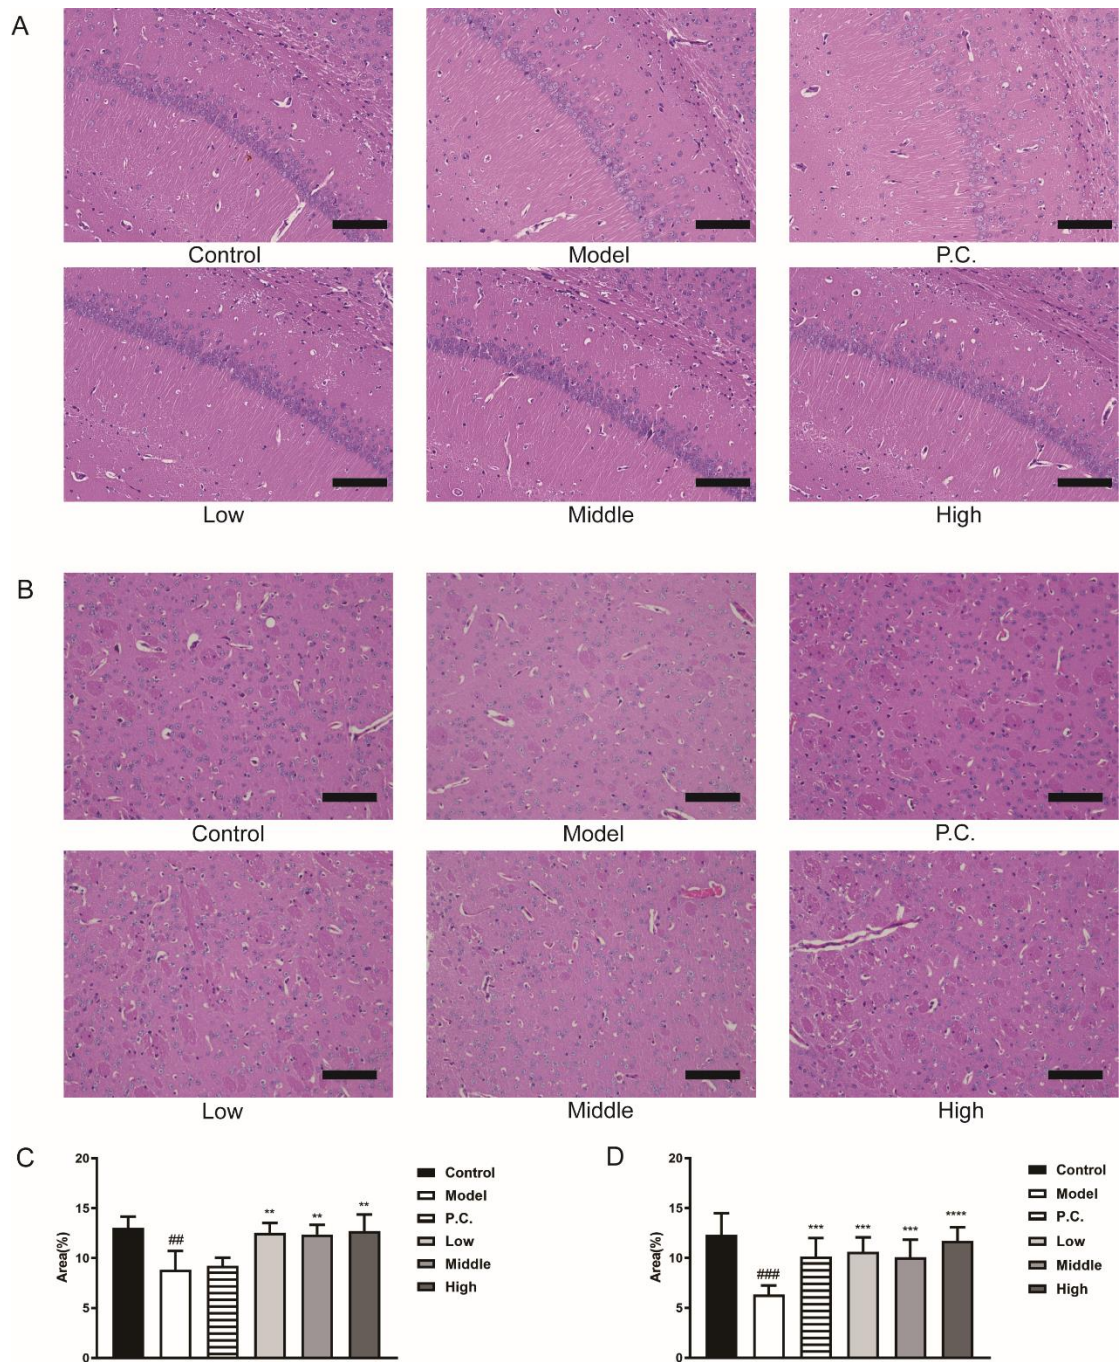 A
Control
Model
P.C.
Low
Middle
High
B
Control
Model
P.C.
Low
Middle
High
C
Area(%)
20
15
10
5
0
##
**
**
**
Control
Model
P.C.
Low
Middle
High
D
Area(%)
20
15
10
5
0
###
***
***
***
****
Control
Model
P.C.
Low
Middle
High